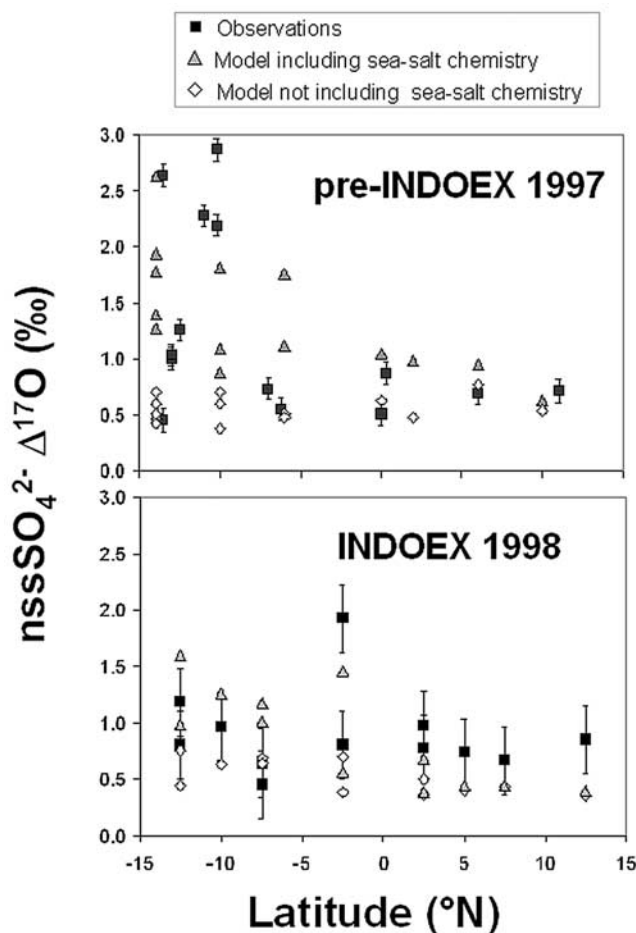 Observations
Model including sea-salt chemistry
Model not including sea-salt chemistry
nssSO₄²⁻ Δ¹⁷O (‰)
3.0
pre-INDOEX 1997
2.5
2.0
1.5
1.0
0.5
0.0
3.0
INDOEX 1998
2.5
2.0
1.5
1.0
0.5
0.0
-15 -10 -5 0 5 10 15
Latitude (°N)